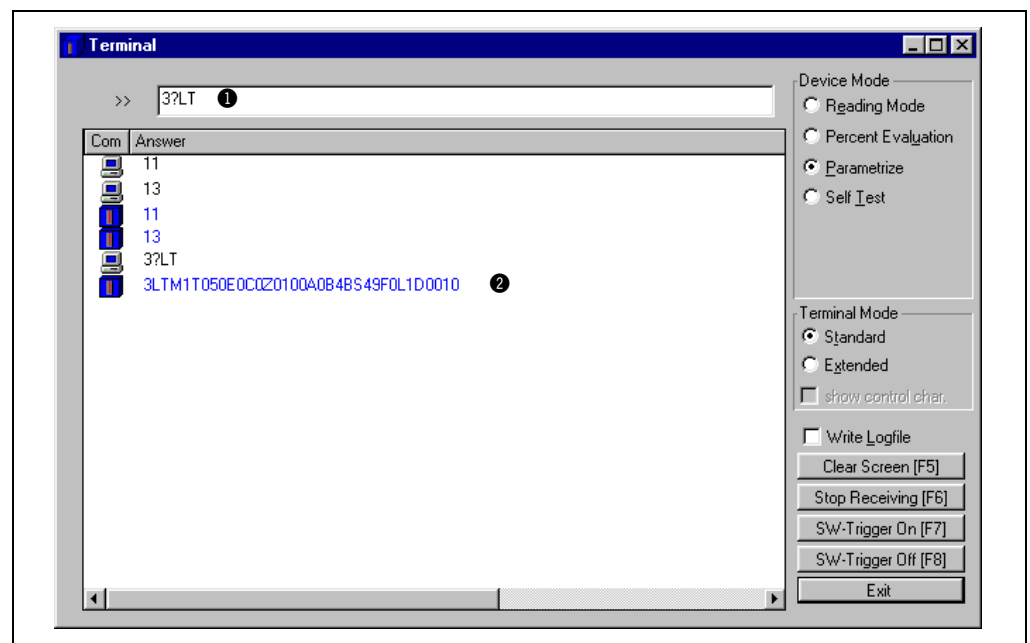 Terminal
>> 3?LT ❶
Com Answer
11
13
11
13
3?LT
3LTM1T050E0C0Z0100A0B4BS49F0L1D0010 ❷
Device Mode
Reading Mode
Percent Evaluation
Parametrize
Self Test
Terminal Mode
Standard
Extended
show control char.
Write Logfile
Clear Screen [F5]
Stop Receiving [F6]
SW-Trigger On [F7]
SW-Trigger Off [F8]
Exit